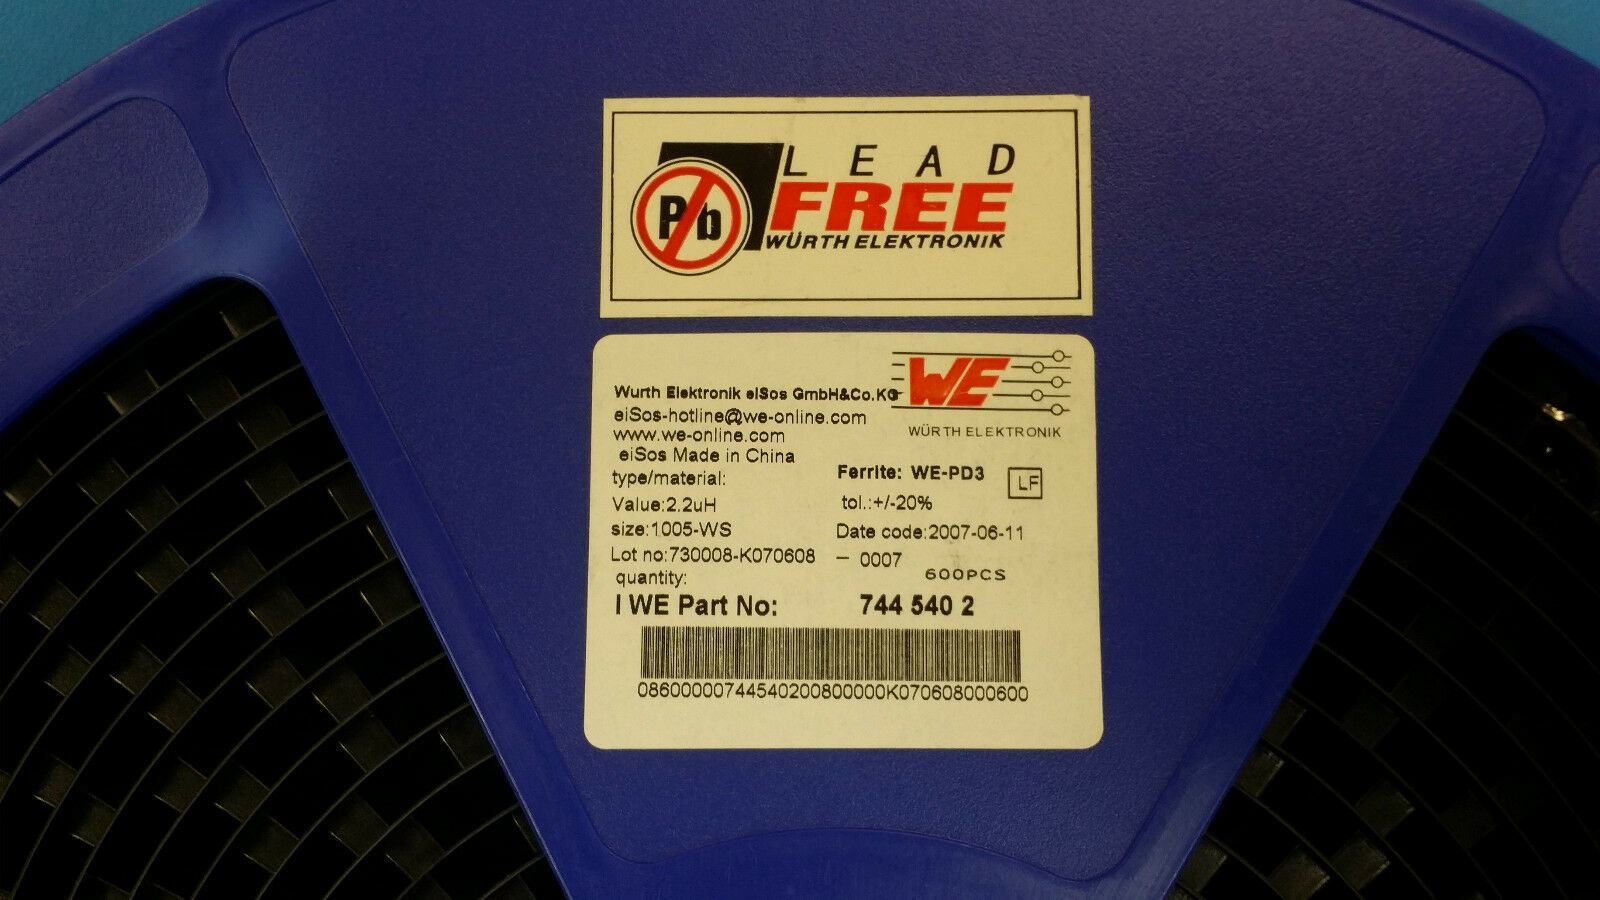 LEAD
Pb
FREE
WÜRTH ELEKTRONIK
WE
Wurth Elektronik eiSos GmbH&Co.KG
eiSos-hotline@we-online.com
WÜRTH ELEKTRONIK
www.we-online.com
eiSos Made in China
type/material: Ferrite: WE-PD3 LF
Value:2.2uH tol.:+/-20%
size:1005-WS Date code:2007-06-11
Lot no:730008-K070608 – 0007
quantity: 600PCS
I WE Part No: 744 540 2
08600000744540200800000K070608000600